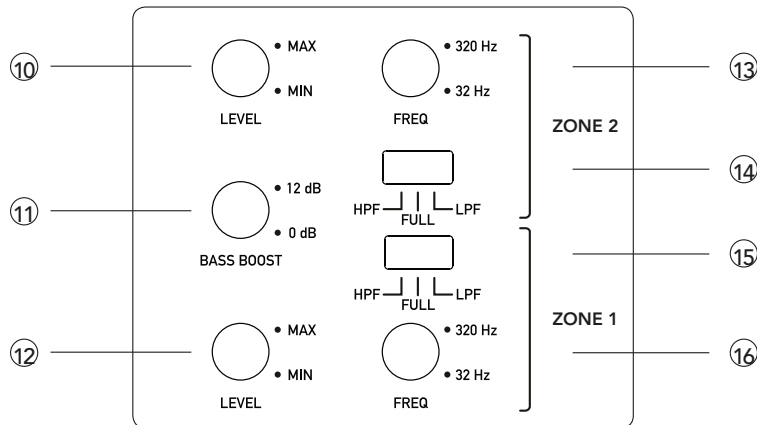 10
MAX
MIN
LEVEL
320 Hz
32 Hz
FREQ
13
ZONE 2
14
HPF
FULL
LPF
11
12 dB
0 dB
BASS BOOST
15
HPF
FULL
LPF
ZONE 1
12
MAX
MIN
LEVEL
320 Hz
32 Hz
FREQ
16